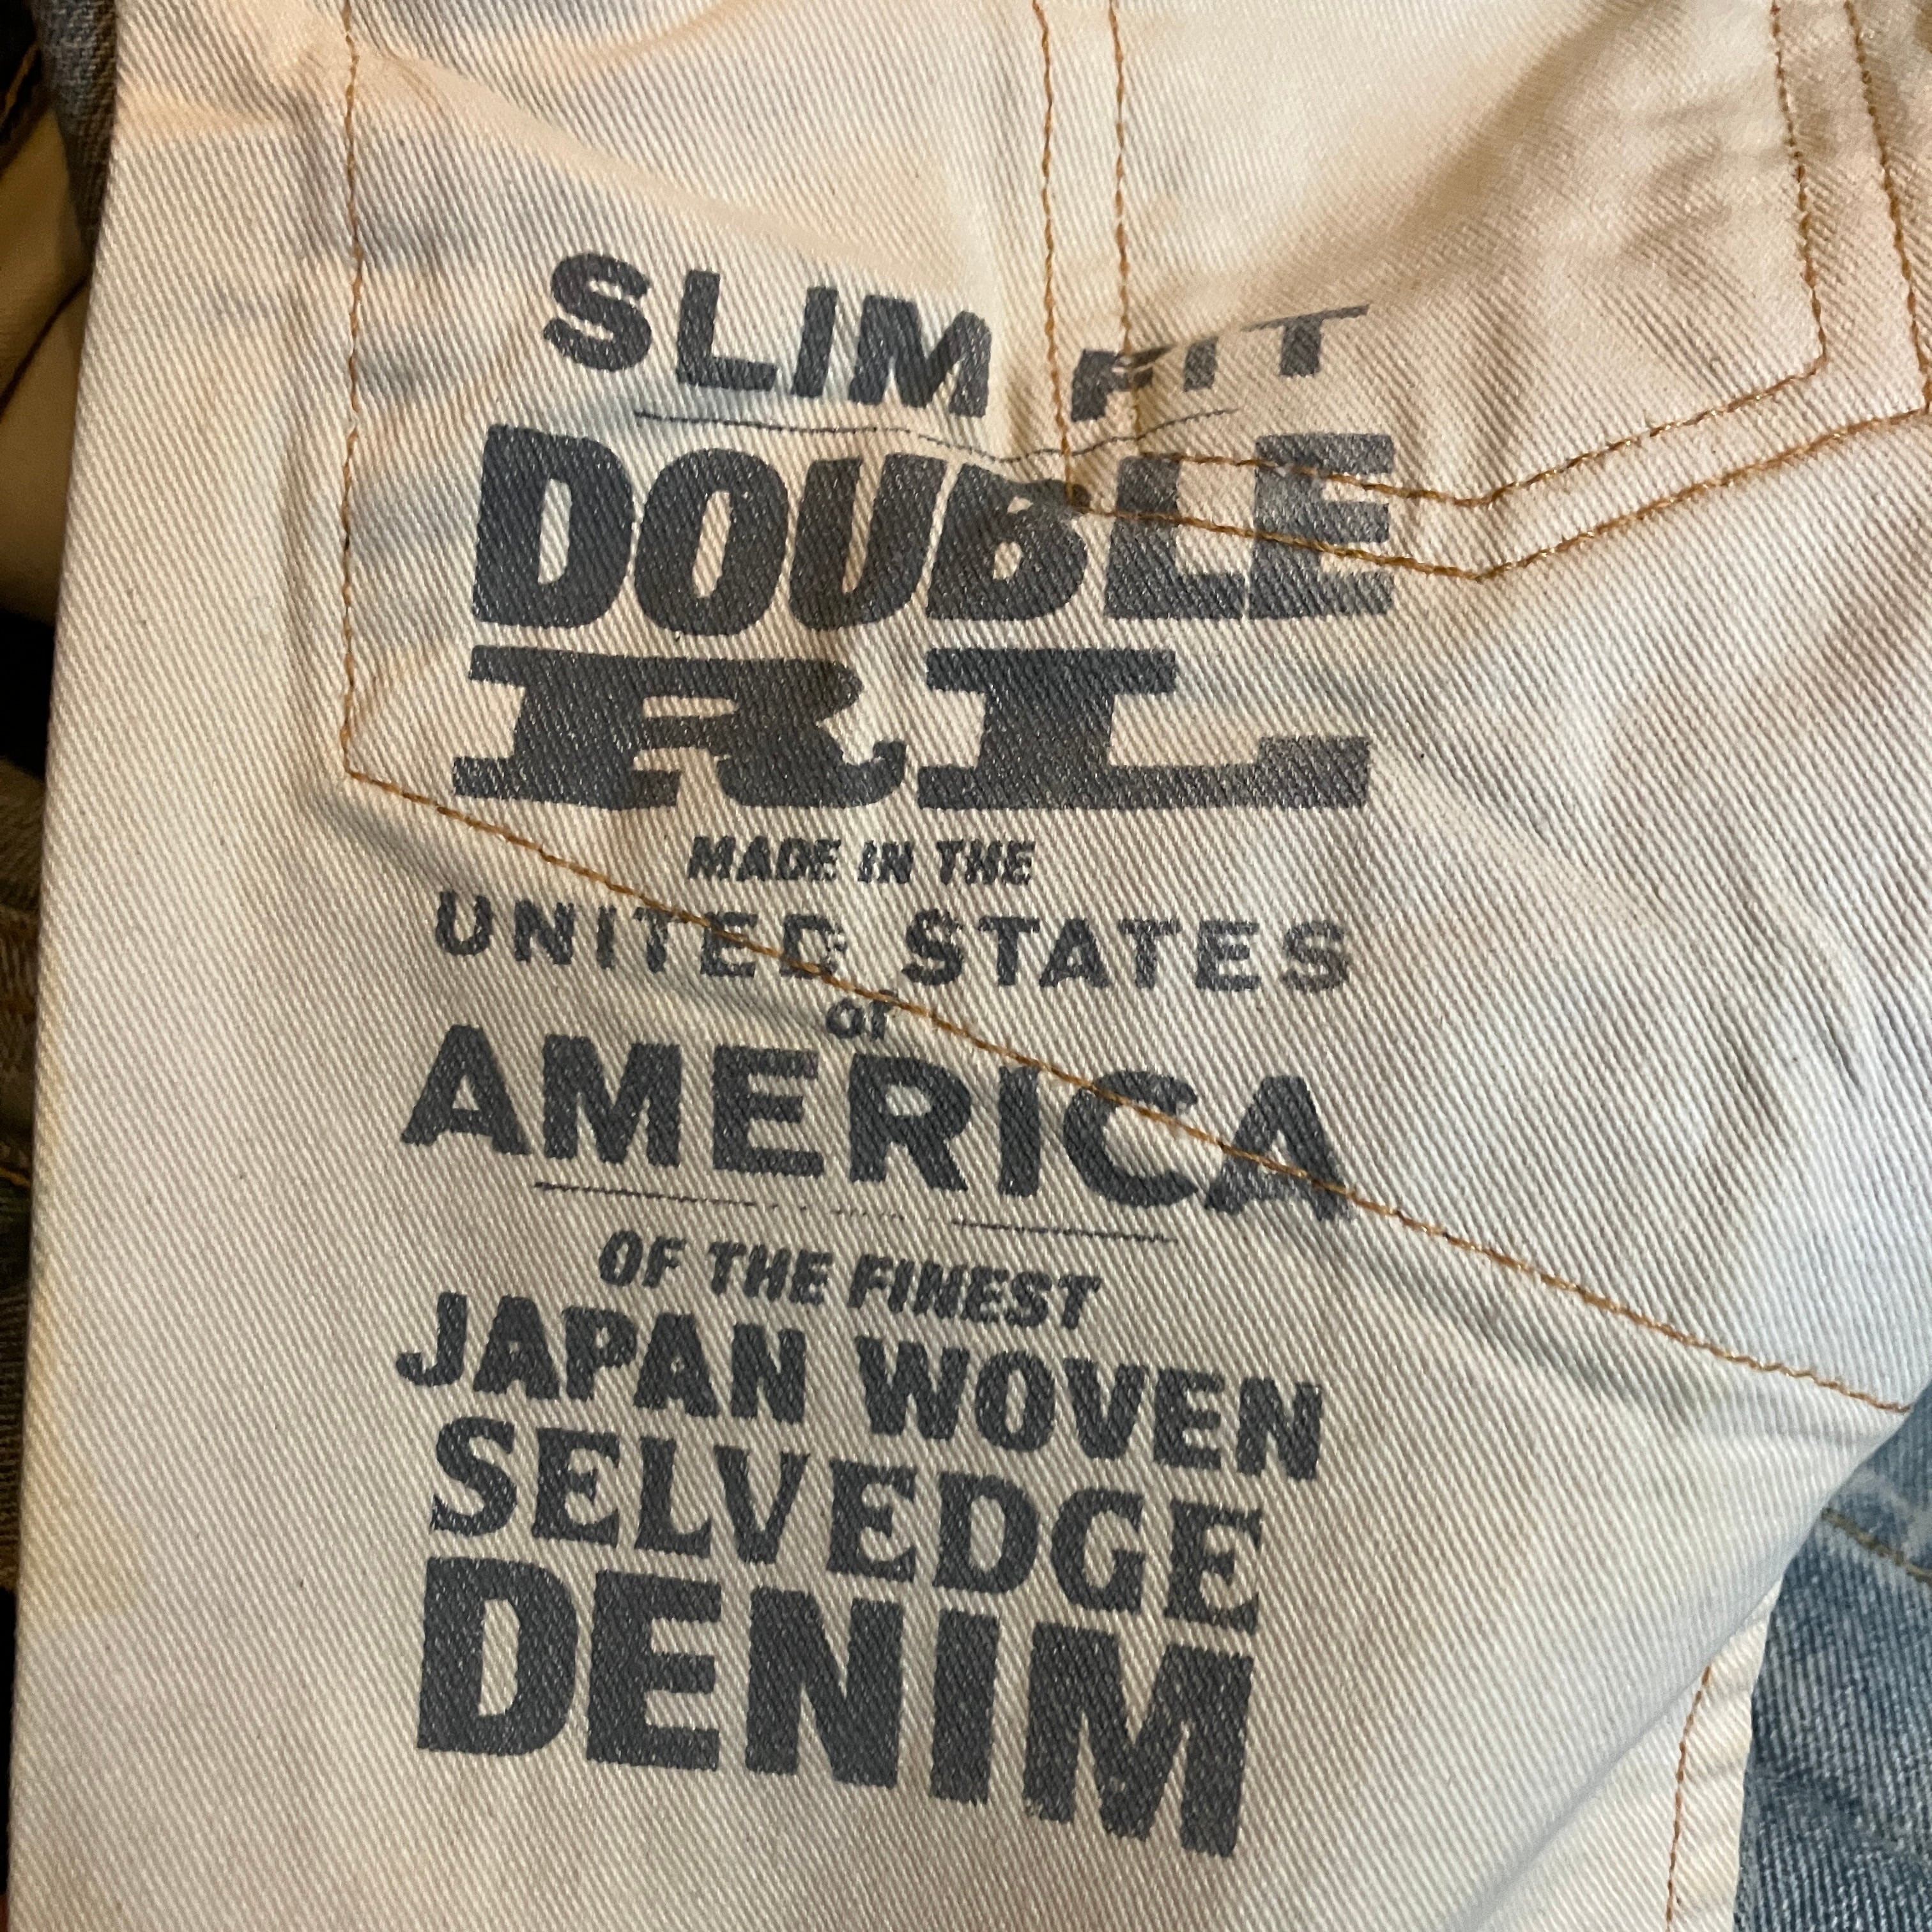 SLIM FIT
DOUBLE
RL
MADE IN THE
UNITED STATES
of
AMERICA
OF THE FINEST
JAPAN WOVEN
SELVEDGE
DENIM